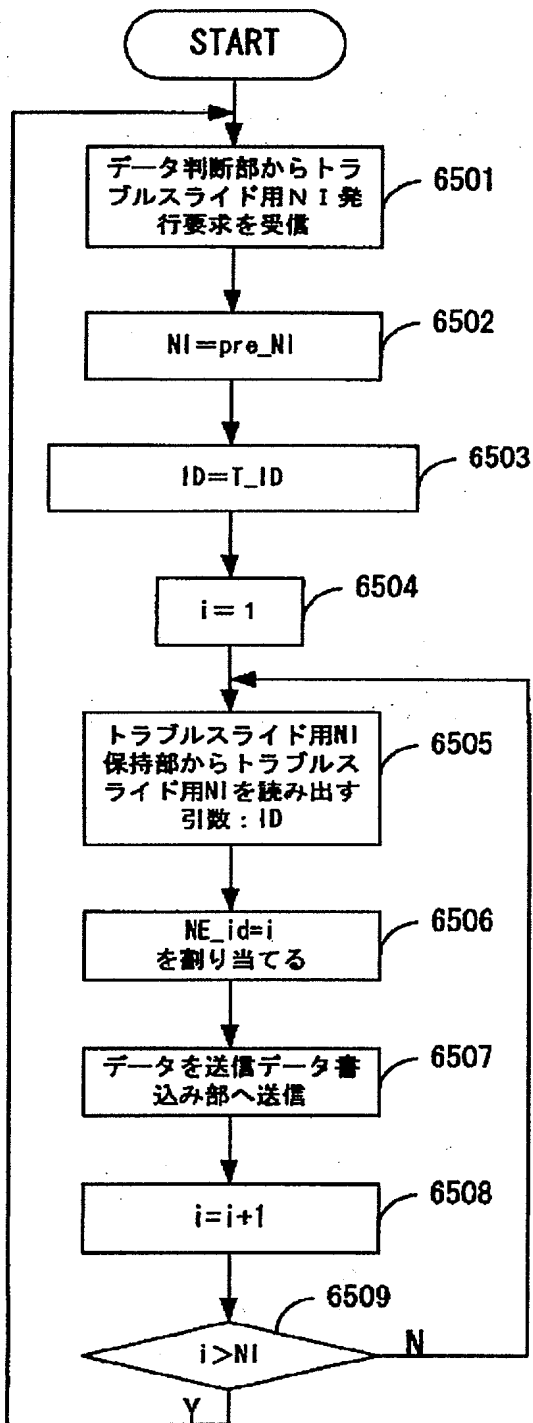 START
データ判断部からトラ
ブルスライド用NI発
行要求を受信
6501
NI=pre_NI
6502
ID=T_ID
6503
i=1
6504
トラブルスライド用NI
保持部からトラブルス
ライド用NIを読み出す
引数:ID
6505
NE_id=i
を割り当てる
6506
データを送信データ書
込み部へ送信
6507
i=i+1
6508
6509
i>NI
N
Y